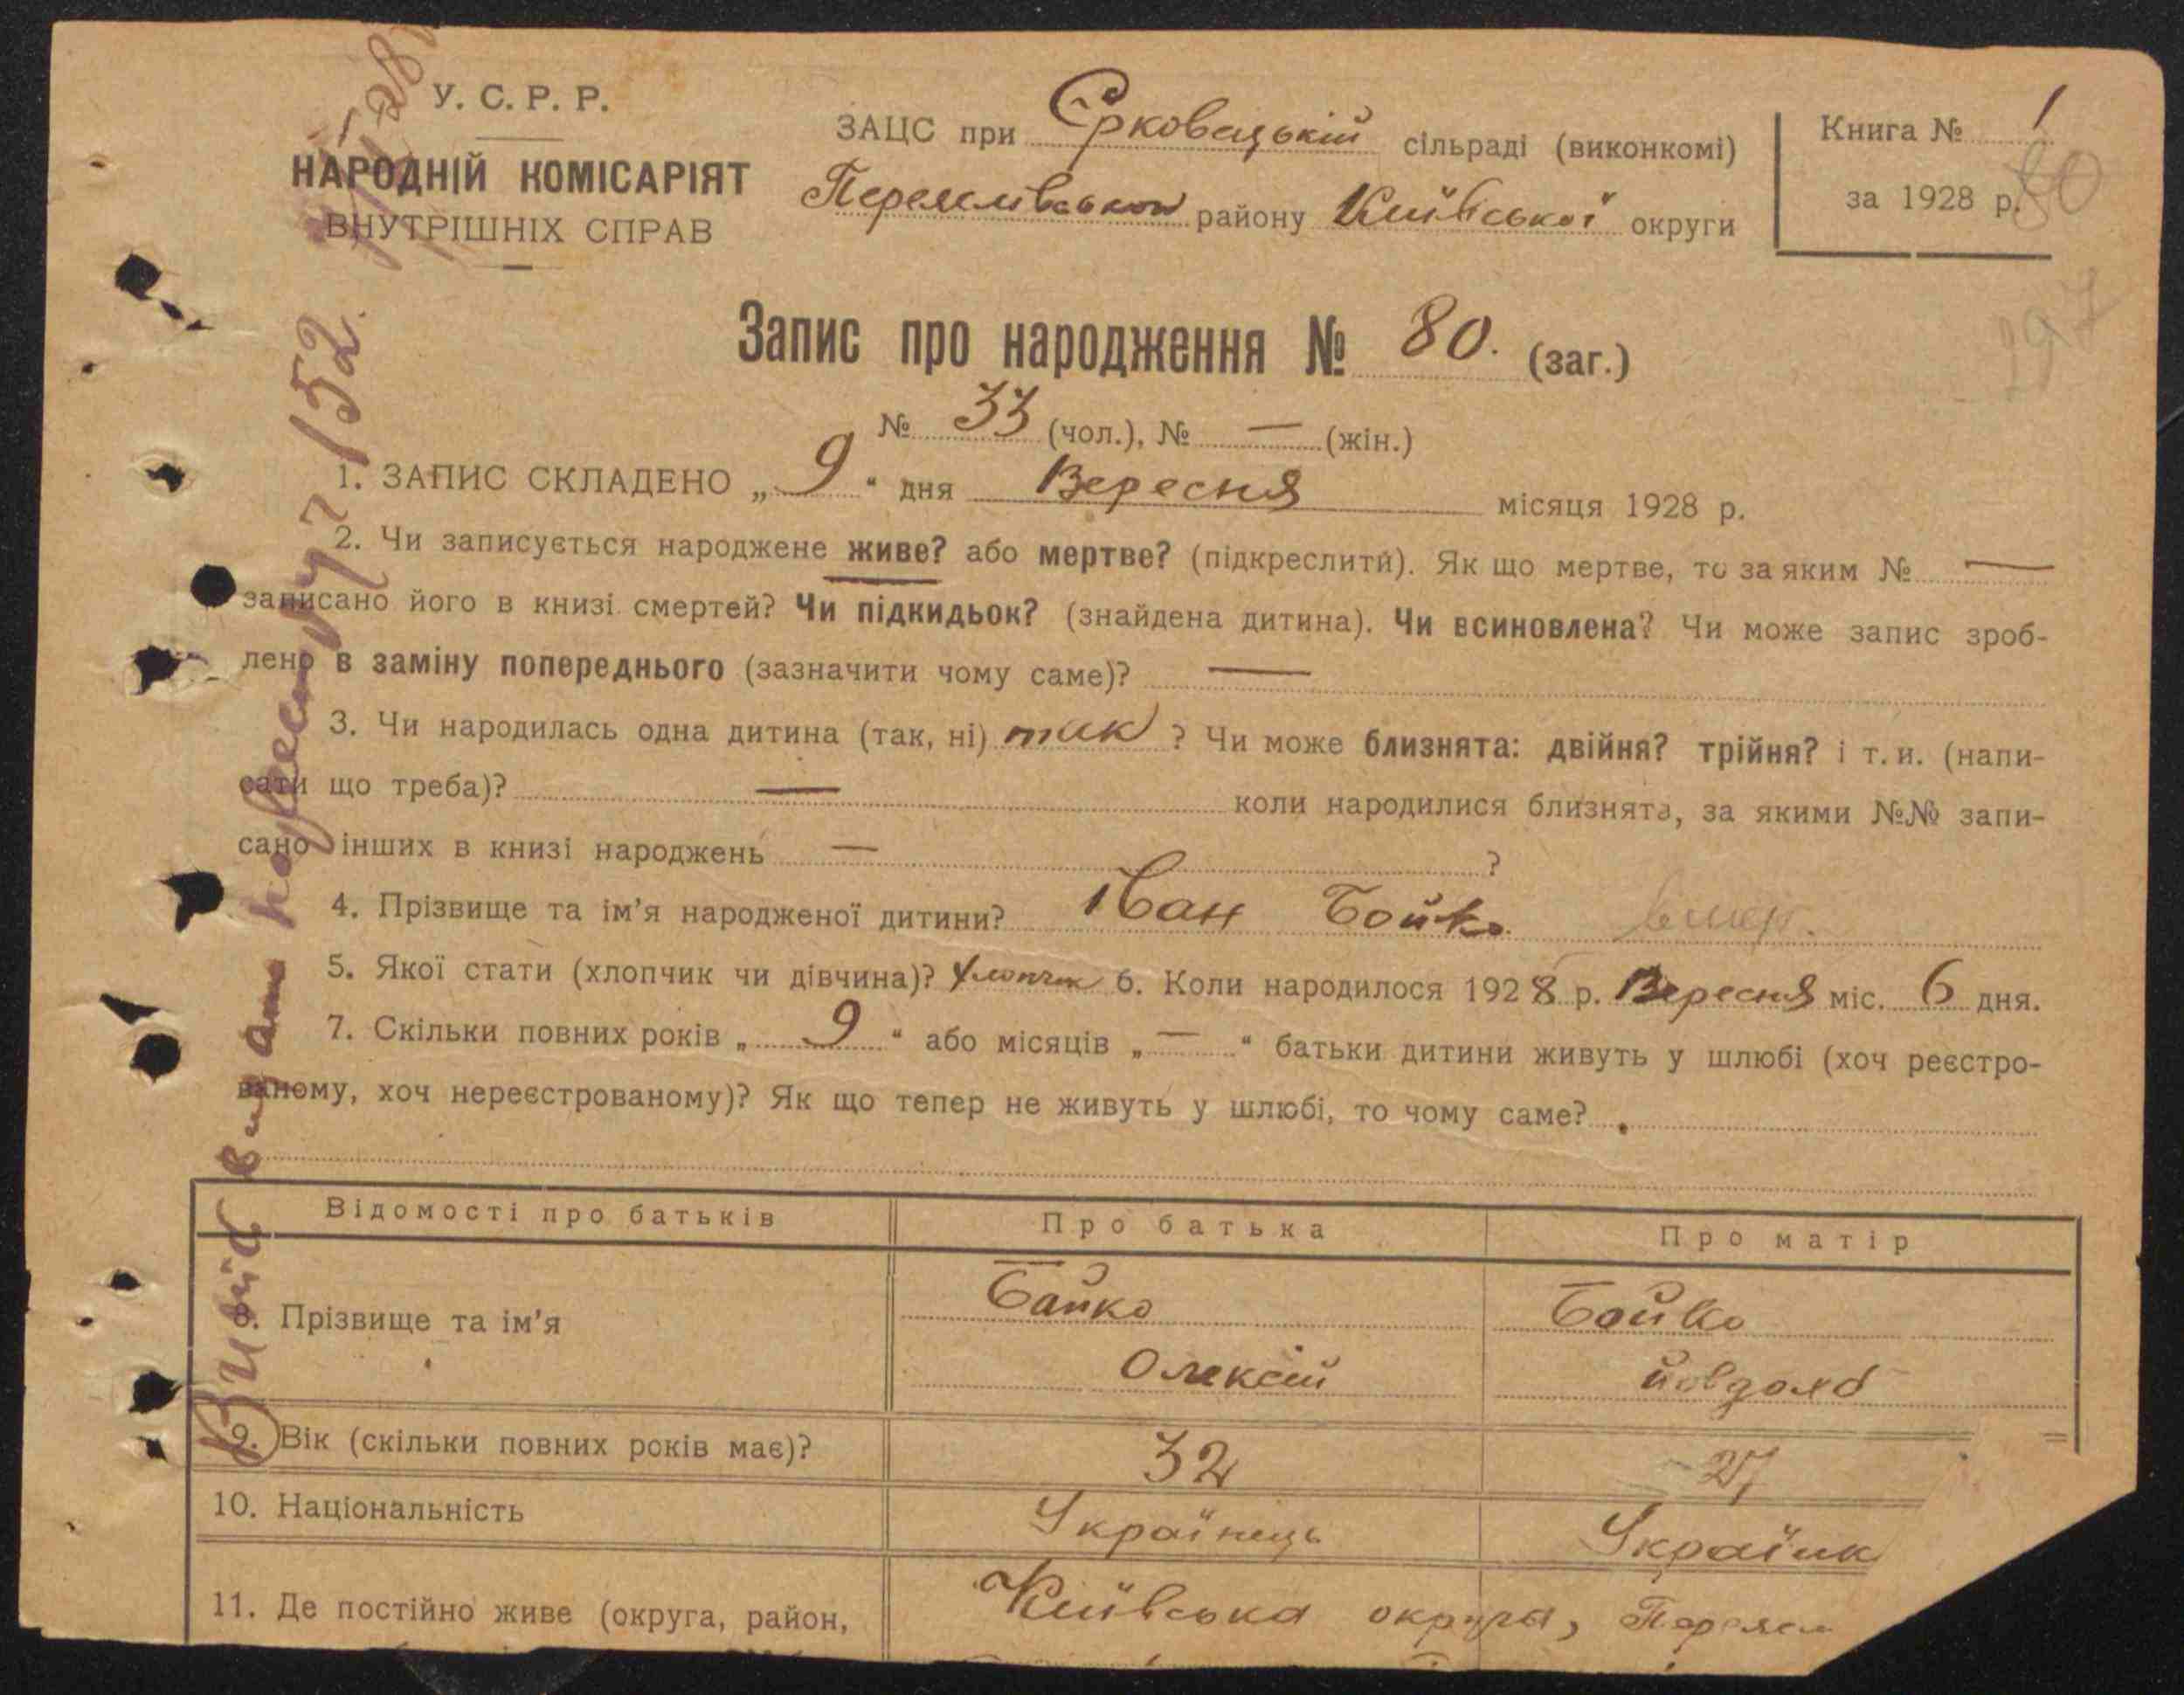 У. С. Р. Р.
НАРОДНІЙ КОМІСАРІЯТ
ВНУТРІШНІХ СПРАВ
ЗАЦС при Єрковецькій сільраді (виконкомі)
району Київської округи
Книга № 1
за 1928 р. 80
297
Запис про народження № 80. (заг.)
№ 33 (чол.), № — (жін.)
1. ЗАПИС СКЛАДЕНО „ 9 “ дня Вересня місяця 1928 р.
2. Чи записується народжене живе? або мертве? (підкреслити). Як що мертве, то за яким № —
записано його в книзі смертей? Чи підкидьок? (знайдена дитина). Чи всиновлена? Чи може запис зроб-
лено в заміну попереднього (зазначити чому саме)? —
3. Чи народилась одна дитина (так, ні) так ? Чи може близнята: двійня? трійня? і т. и. (напи-
сати що треба)? — коли народилися близнята, за якими №№ запи-
сано інших в книзі народжень — ?
4. Прізвище та ім’я народженої дитини? Іван Бойко вмер.
5. Якої стати (хлопчик чи дівчина)? хлопчик 6. Коли народилося 1928 р. Вересня міс. 6 дня.
7. Скільки повних років „ 9 “ або місяців „ — “ батьки дитини живуть у шлюбі (хоч реєстро-
ваному, хоч нереєстрованому)? Як що тепер не живуть у шлюбі, то чому саме?
Відомості про батьків Про батька Про матір
8. Прізвище та ім’я Бойко Бойко
Олексій Йовдоха
9. Вік (скільки повних років має)? 32 27
10. Національність Українець Українк
11. Де постійно живе (округа, район, Київська округа, Переясл